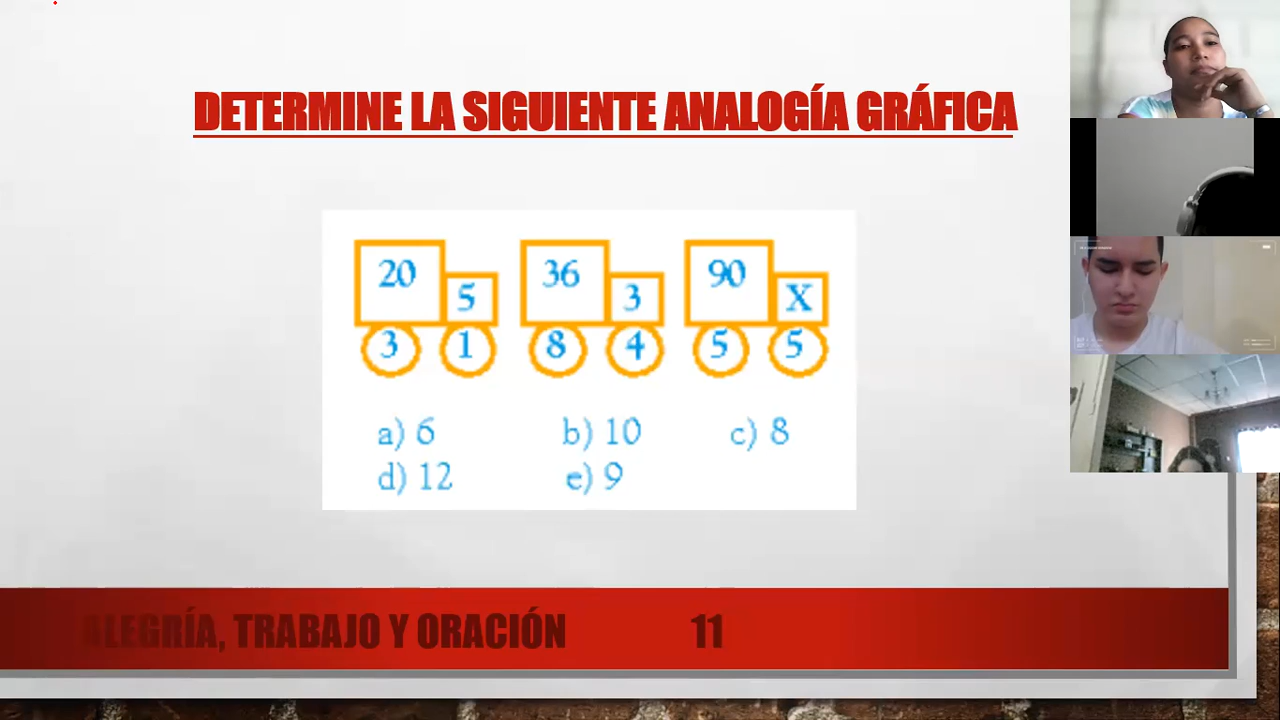 DETERMINE LA SIGUIENTE ANALOGÍA GRÁFICA
20 5 36 3 90 X
3 1 8 4 5 5
a) 6 b) 10 c) 8
d) 12 e) 9
ALEGRÍA, TRABAJO Y ORACIÓN 11